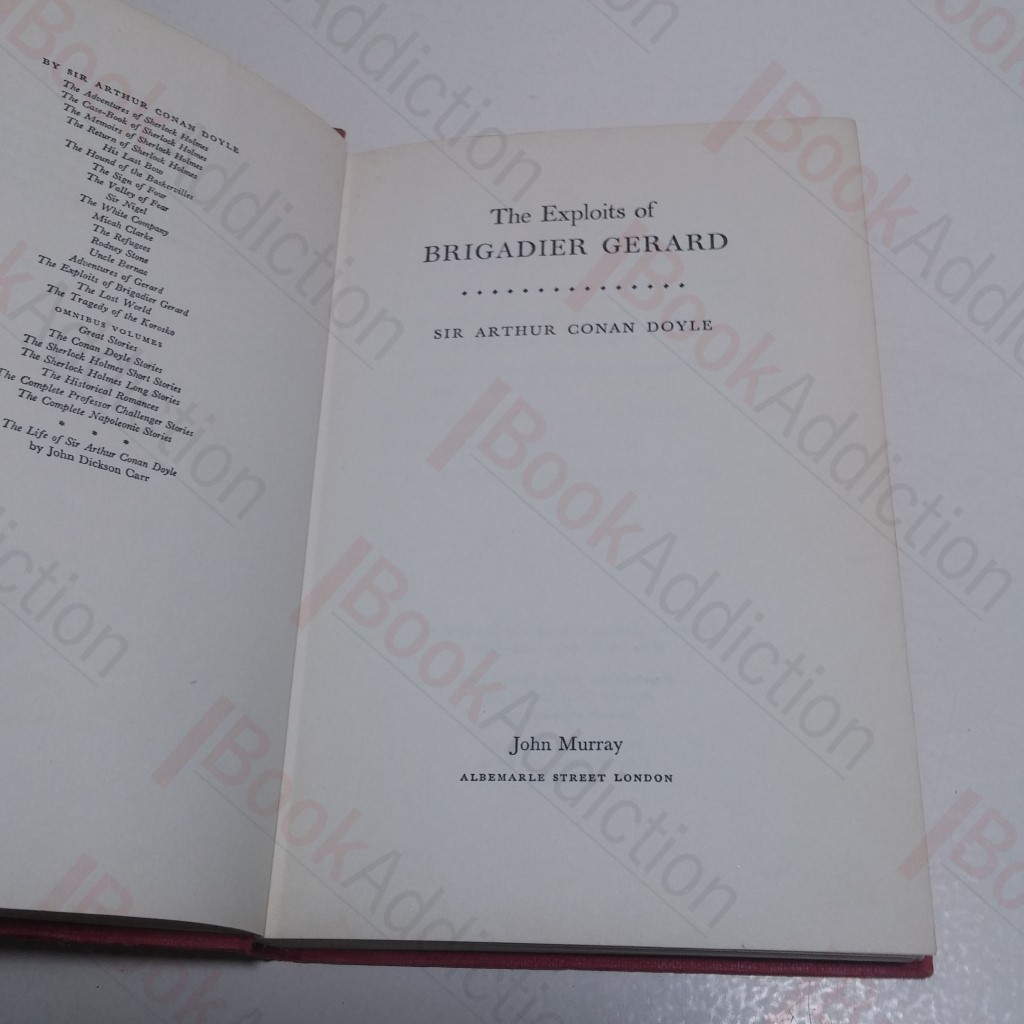 BY SIR ARTHUR CONAN DOYLE
The Adventures of Sherlock Holmes
The Case-Book of Sherlock Holmes
The Memoirs of Sherlock Holmes
The Return of Sherlock Holmes
His Last Bow
The Hound of the Baskervilles
The Sign of Four
The Valley of Fear
Sir Nigel
The White Company
Micah Clarke
The Refugees
Rodney Stone
Uncle Bernac
Adventures of Gerard
The Exploits of Brigadier Gerard
The Lost World
The Tragedy of the Korosko
OMNIBUS VOLUMES
Great Stories
The Conan Doyle Stories
The Sherlock Holmes Short Stories
The Sherlock Holmes Long Stories
The Historical Romances
The Complete Professor Challenger Stories
The Complete Napoleonic Stories
* * *
The Life of Sir Arthur Conan Doyle
by John Dickson Carr
The Exploits of
BRIGADIER GERARD
SIR ARTHUR CONAN DOYLE
John Murray
ALBEMARLE STREET LONDON
BookAddiction